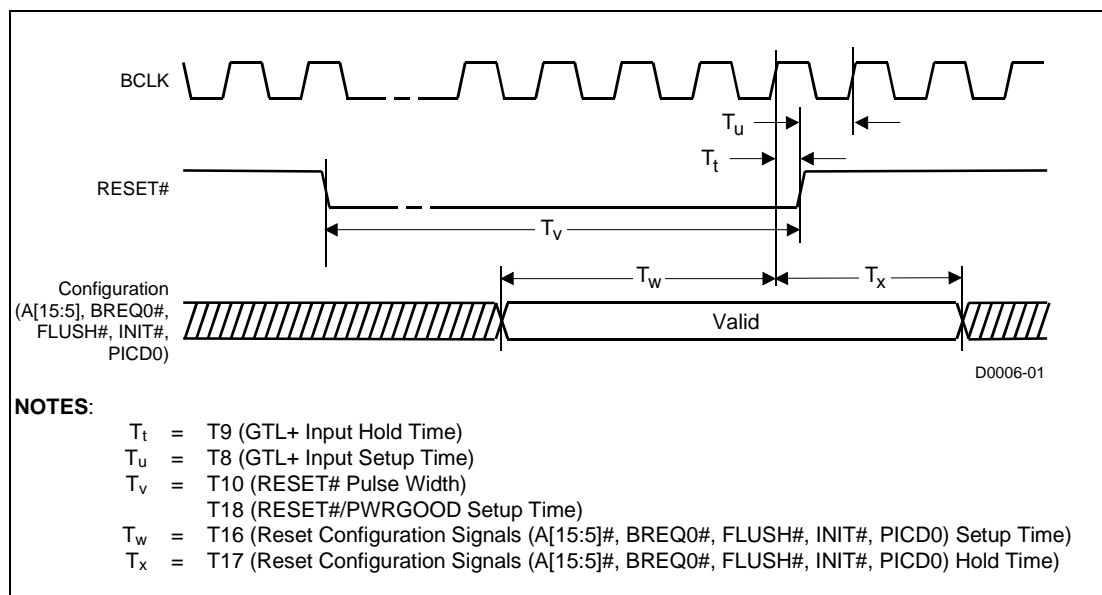 BCLK
Tu
Tt
RESET#
Tv
Tw
Tx
Configuration
(A[15:5], BREQ0#,
FLUSH#, INIT#,
PICD0)
Valid
D0006-01
NOTES:
Tt = T9 (GTL+ Input Hold Time)
Tu = T8 (GTL+ Input Setup Time)
Tv = T10 (RESET# Pulse Width)
T18 (RESET#/PWRGOOD Setup Time)
Tw = T16 (Reset Configuration Signals (A[15:5]#, BREQ0#, FLUSH#, INIT#, PICD0) Setup Time)
Tx = T17 (Reset Configuration Signals (A[15:5]#, BREQ0#, FLUSH#, INIT#, PICD0) Hold Time)